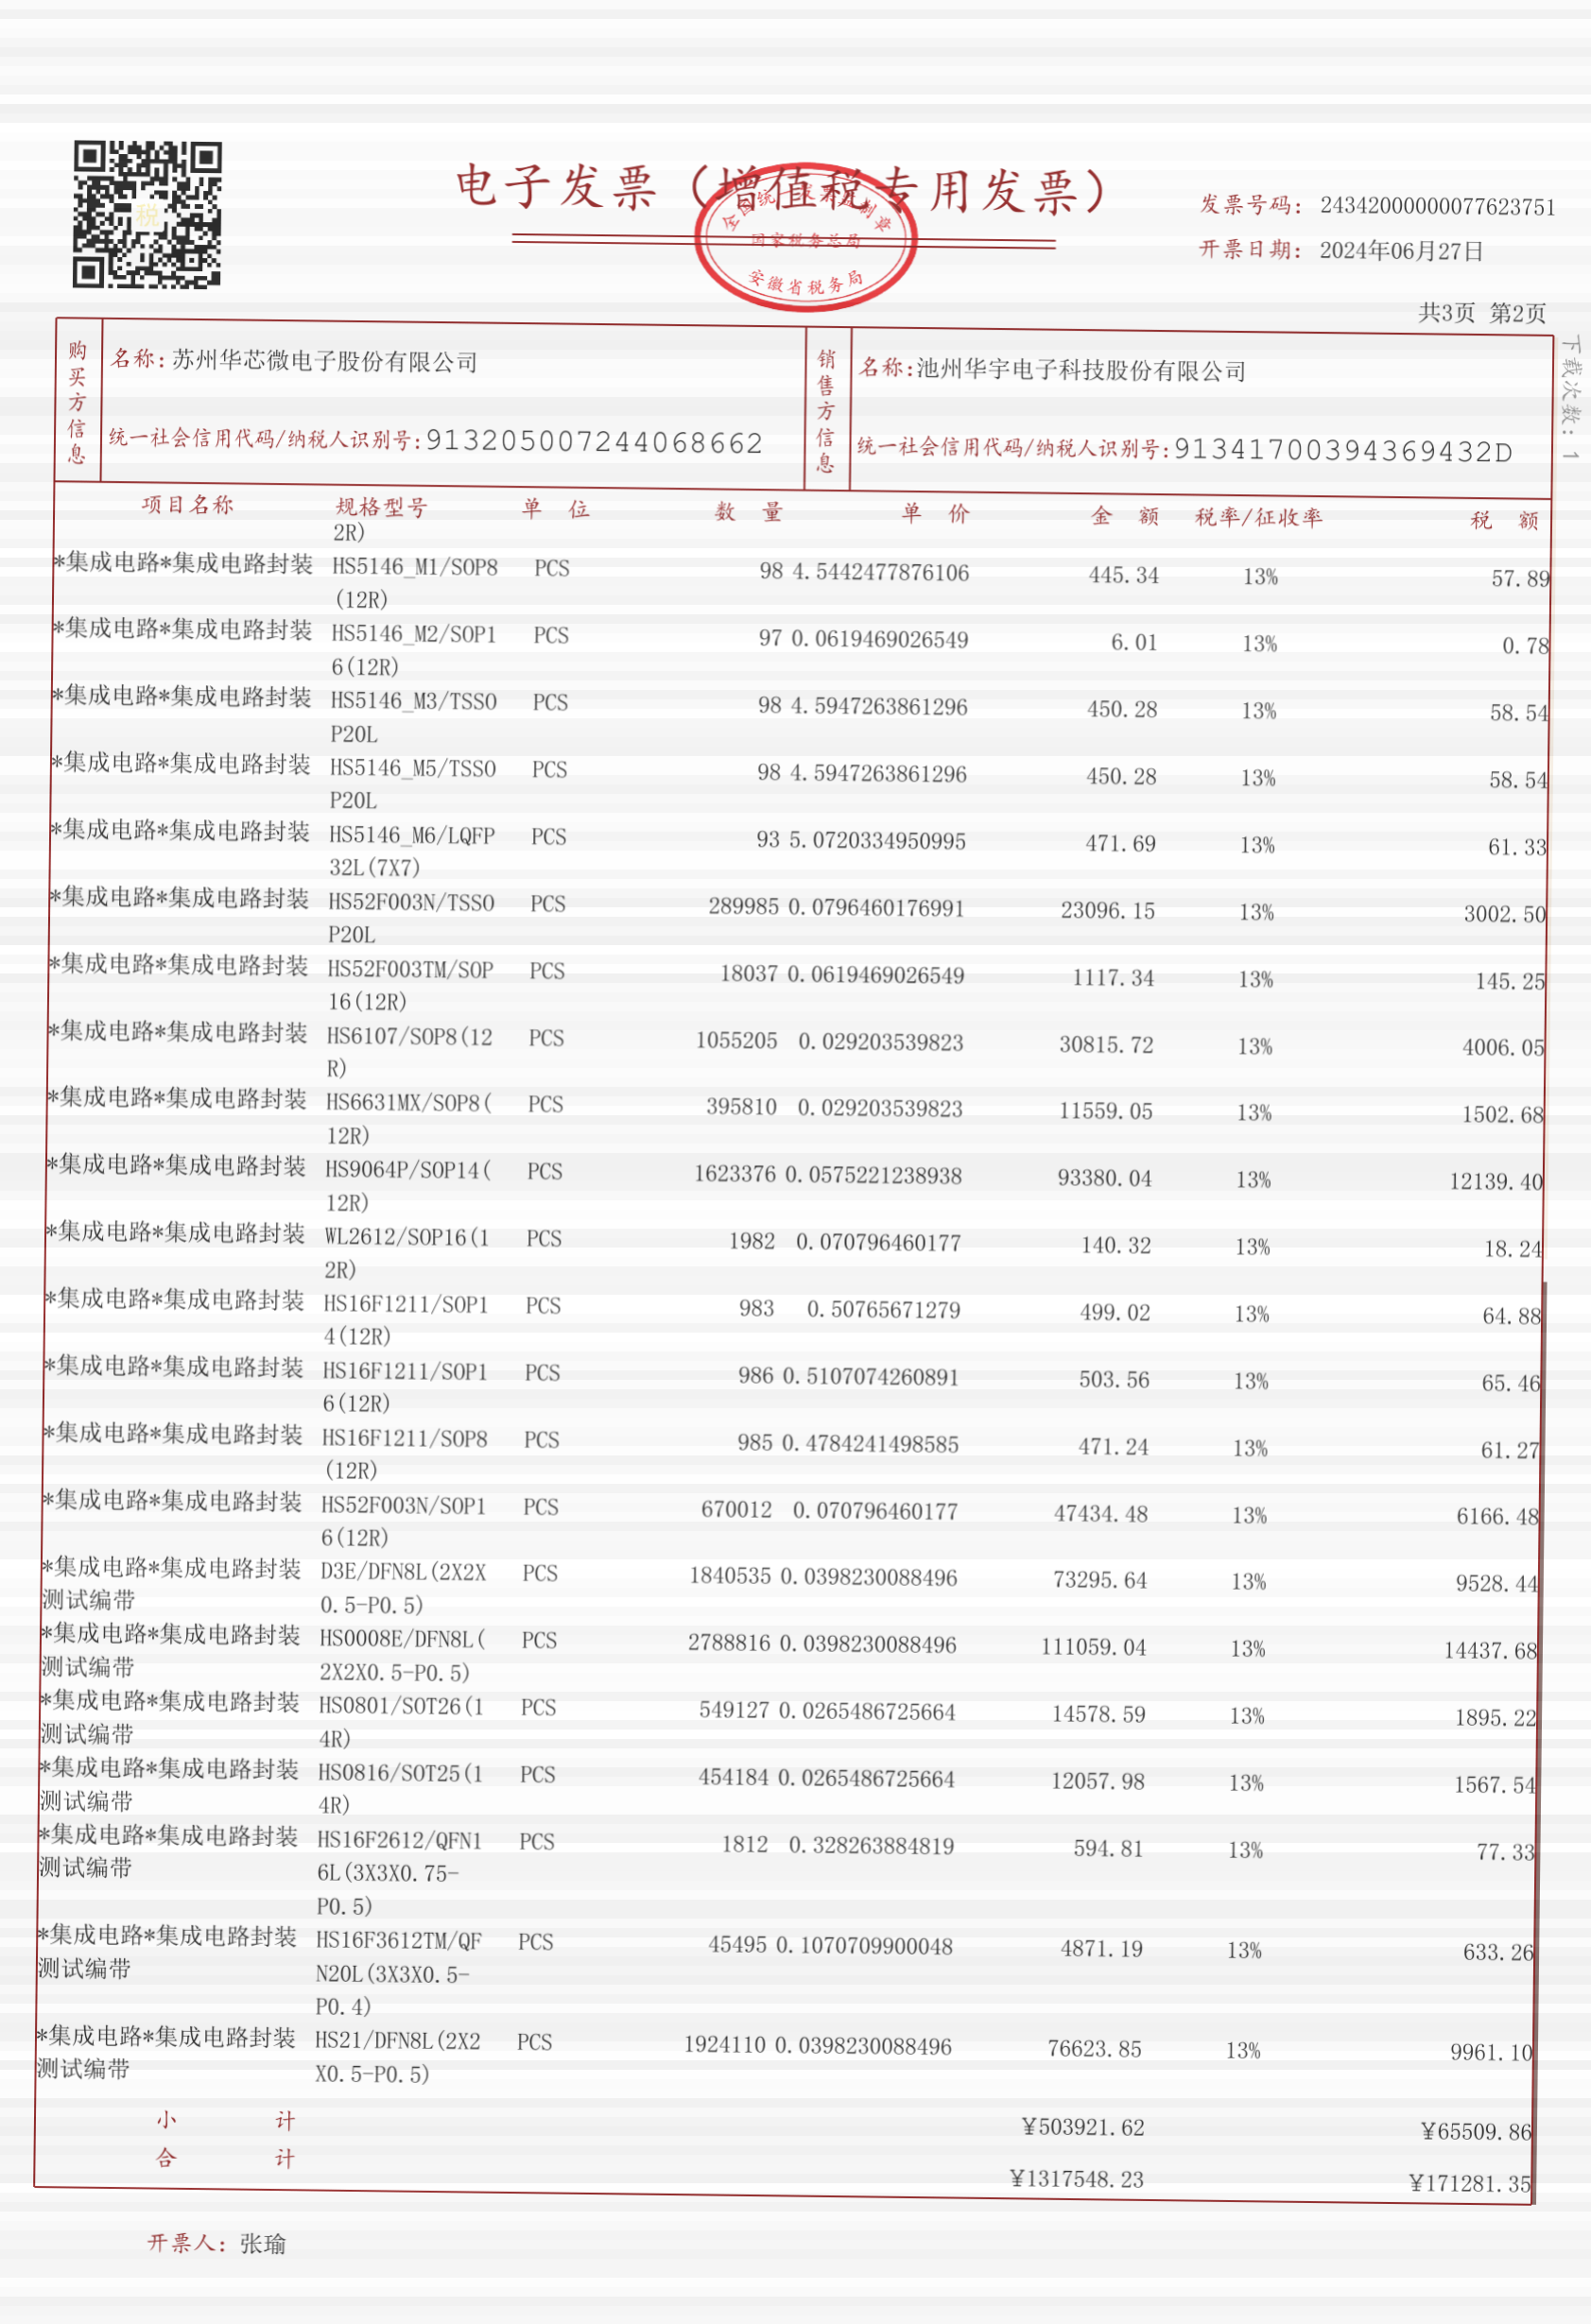 电子发票（增值税专用发票）
全国统一发票监制章
国家税务总局
安徽省税务局
税
发票号码：24342000000077623751
开票日期：2024年06月27日
共3页 第2页
下载次数：1
购买方信息
名称：苏州华芯微电子股份有限公司
统一社会信用代码/纳税人识别号：913205007244068662
销售方信息
名称：池州华宇电子科技股份有限公司
统一社会信用代码/纳税人识别号：91341700394369432D
项目名称 规格型号 单 位 数 量 单 价 金 额 税率/征收率 税 额
2R)
*集成电路*集成电路封装 HS5146_M1/SOP8 PCS 98 4.5442477876106 445.34 13% 57.89
(12R)
*集成电路*集成电路封装 HS5146_M2/SOP1 PCS 97 0.0619469026549 6.01 13% 0.78
6(12R)
*集成电路*集成电路封装 HS5146_M3/TSSO PCS 98 4.5947263861296 450.28 13% 58.54
P20L
*集成电路*集成电路封装 HS5146_M5/TSSO PCS 98 4.5947263861296 450.28 13% 58.54
P20L
*集成电路*集成电路封装 HS5146_M6/LQFP PCS 93 5.0720334950995 471.69 13% 61.33
32L(7X7)
*集成电路*集成电路封装 HS52F003N/TSSO PCS 289985 0.0796460176991 23096.15 13% 3002.50
P20L
*集成电路*集成电路封装 HS52F003TM/SOP PCS 18037 0.0619469026549 1117.34 13% 145.25
16(12R)
*集成电路*集成电路封装 HS6107/SOP8(12 PCS 1055205 0.029203539823 30815.72 13% 4006.05
R)
*集成电路*集成电路封装 HS6631MX/SOP8( PCS 395810 0.029203539823 11559.05 13% 1502.68
12R)
*集成电路*集成电路封装 HS9064P/SOP14( PCS 1623376 0.0575221238938 93380.04 13% 12139.40
12R)
*集成电路*集成电路封装 WL2612/SOP16(1 PCS 1982 0.070796460177 140.32 13% 18.24
2R)
*集成电路*集成电路封装 HS16F1211/SOP1 PCS 983 0.50765671279 499.02 13% 64.88
4(12R)
*集成电路*集成电路封装 HS16F1211/SOP1 PCS 986 0.5107074260891 503.56 13% 65.46
6(12R)
*集成电路*集成电路封装 HS16F1211/SOP8 PCS 985 0.4784241498585 471.24 13% 61.27
(12R)
*集成电路*集成电路封装 HS52F003N/SOP1 PCS 670012 0.070796460177 47434.48 13% 6166.48
6(12R)
*集成电路*集成电路封装 D3E/DFN8L(2X2X PCS 1840535 0.0398230088496 73295.64 13% 9528.44
测试编带 0.5-P0.5)
*集成电路*集成电路封装 HS0008E/DFN8L( PCS 2788816 0.0398230088496 111059.04 13% 14437.68
测试编带 2X2X0.5-P0.5)
*集成电路*集成电路封装 HS0801/SOT26(1 PCS 549127 0.0265486725664 14578.59 13% 1895.22
测试编带 4R)
*集成电路*集成电路封装 HS0816/SOT25(1 PCS 454184 0.0265486725664 12057.98 13% 1567.54
测试编带 4R)
*集成电路*集成电路封装 HS16F2612/QFN1 PCS 1812 0.328263884819 594.81 13% 77.33
测试编带 6L(3X3X0.75-
P0.5)
*集成电路*集成电路封装 HS16F3612TM/QF PCS 45495 0.1070709900048 4871.19 13% 633.26
测试编带 N20L(3X3X0.5-
P0.4)
*集成电路*集成电路封装 HS21/DFN8L(2X2 PCS 1924110 0.0398230088496 76623.85 13% 9961.10
测试编带 X0.5-P0.5)
小 计 ¥503921.62 ¥65509.86
合 计 ¥1317548.23 ¥171281.35
开票人：张瑜